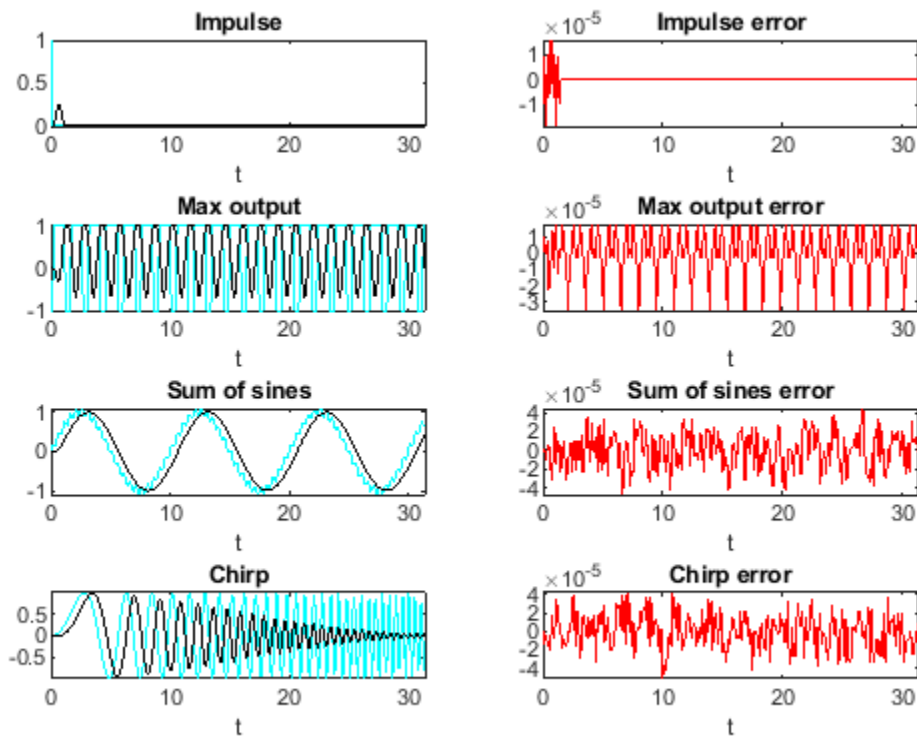 Impulse
1
0.5
0
0 10 20 30
t
Impulse error
×10-5
1
0
-1
0 10 20 30
t
Max output
1
0
-1
0 10 20 30
t
Max output error
×10-5
1
0
-1
-2
-3
0 10 20 30
t
Sum of sines
1
0
-1
0 10 20 30
t
Sum of sines error
×10-5
4
2
0
-2
-4
0 10 20 30
t
Chirp
0.5
0
-0.5
0 10 20 30
t
Chirp error
×10-5
4
2
0
-2
-4
0 10 20 30
t